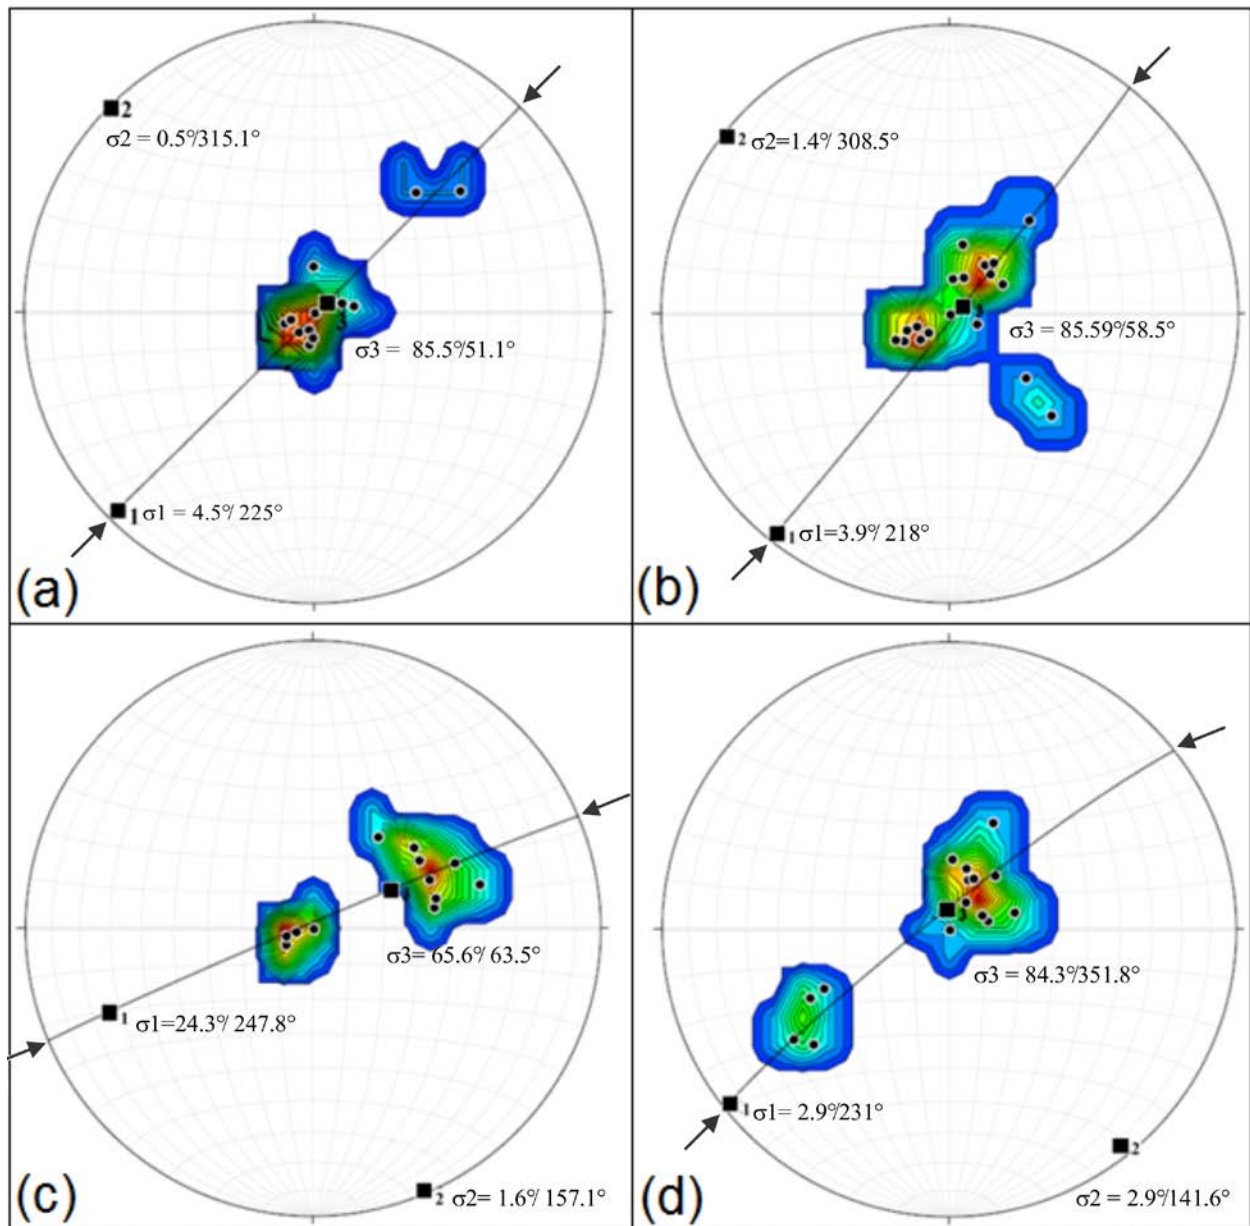 2
σ2 = 0.5°/315.1°
3
σ3 = 85.5°/51.1°
1 σ1 = 4.5°/ 225°
(a)
2 σ2=1.4°/ 308.5°
3
σ3 = 85.59°/58.5°
1 σ1=3.9°/ 218°
(b)
σ3= 65.6°/ 63.5°
1 σ1=24.3°/ 247.8°
2 σ2= 1.6°/ 157.1°
(c)
3
σ3 = 84.3°/351.8°
1 σ1= 2.9°/231°
2
σ2 = 2.9°/141.6°
(d)